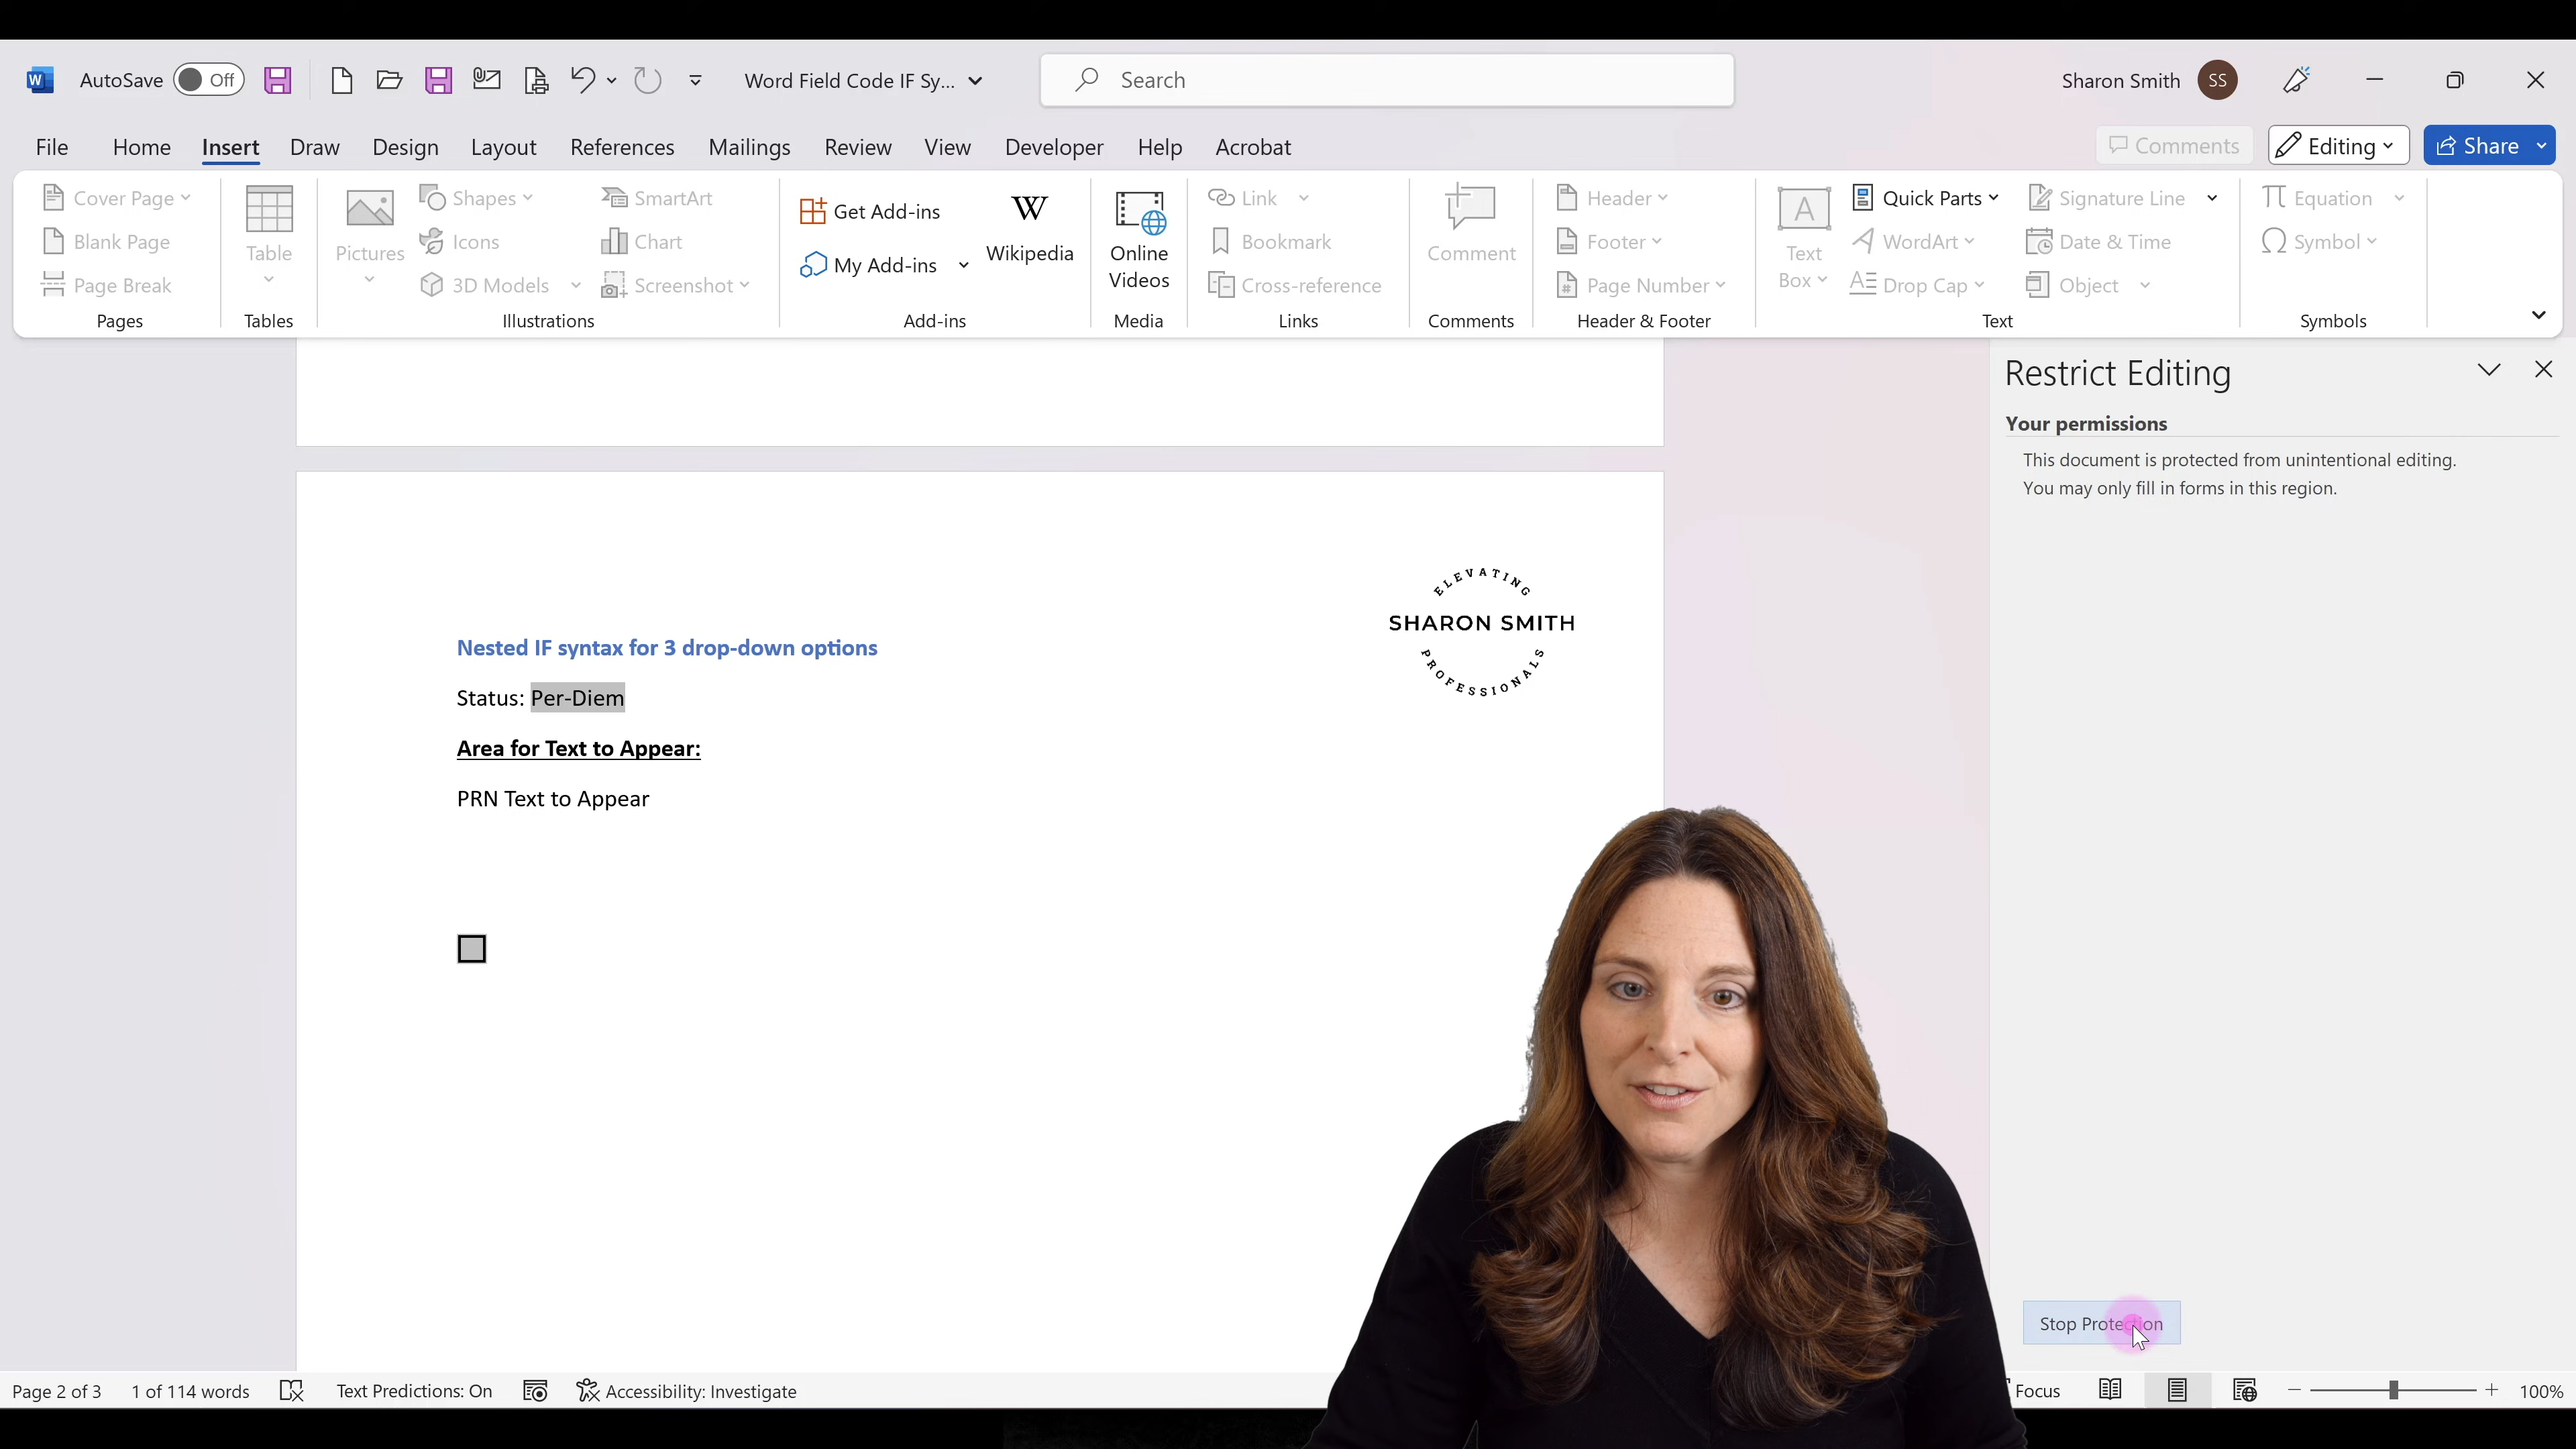 AutoSave Off Word Field Code IF Sy... Search Sharon Smith SS
File Home Insert Draw Design Layout References Mailings Review View Developer Help Acrobat Comments Editing Share
Cover Page
Blank Page
Page Break
Pages
Table
Tables
Pictures
Shapes
Icons
3D Models
SmartArt
Chart
Screenshot
Illustrations
Get Add-ins
My Add-ins
W
Wikipedia
Add-ins
Online
Videos
Media
Link
Bookmark
Cross-reference
Links
Comment
Comments
Header
Footer
Page Number
Header & Footer
A
Text
Box
Quick Parts
WordArt
Drop Cap
Signature Line
Date & Time
Object
Text
Equation
Symbol
Symbols
Restrict Editing
Your permissions
This document is protected from unintentional editing.
You may only fill in forms in this region.
ELEVATING
SHARON SMITH
PROFESSIONALS
Nested IF syntax for 3 drop-down options
Status: Per-Diem
Area for Text to Appear:
PRN Text to Appear
Stop Protection
Page 2 of 3 1 of 114 words Text Predictions: On Accessibility: Investigate Focus 100%